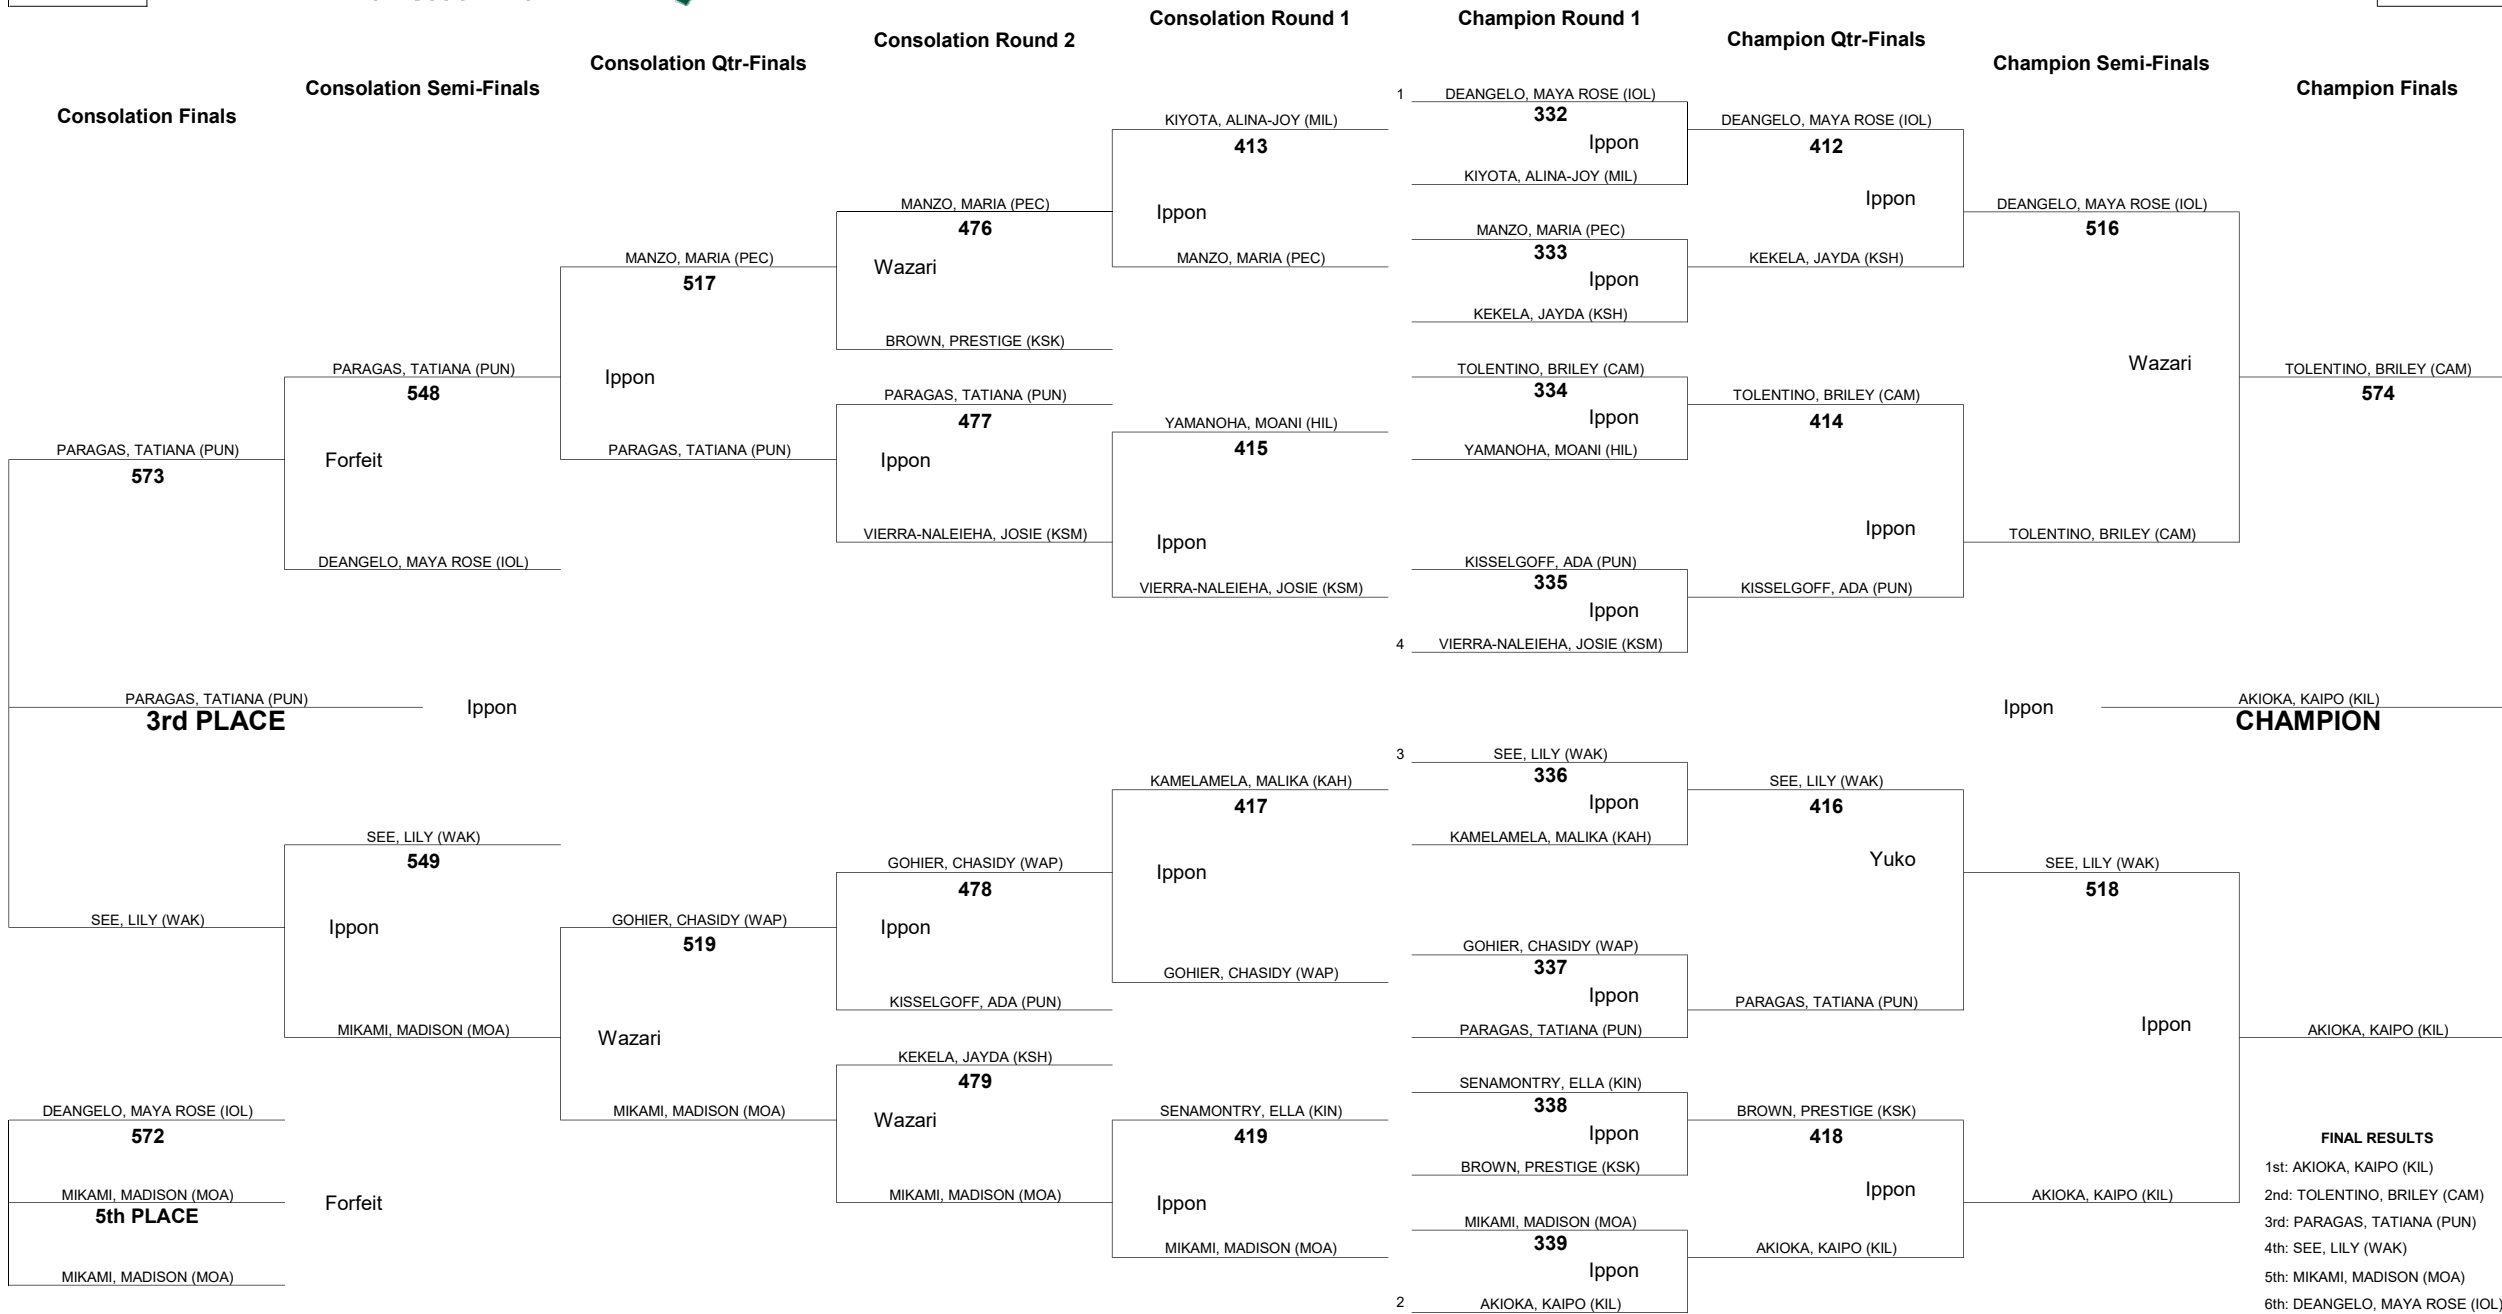 Consolation Round 1
Champion Round 1
Consolation Round 2
Champion Qtr-Finals
Consolation Qtr-Finals
Champion Semi-Finals
Consolation Semi-Finals
Champion Finals
Consolation Finals
1 DEANGELO, MAYA ROSE (IOL)
332
Ippon
KIYOTA, ALINA-JOY (MIL)
MANZO, MARIA (PEC)
333
Ippon
KEKELA, JAYDA (KSH)
TOLENTINO, BRILEY (CAM)
334
Ippon
YAMANOHA, MOANI (HIL)
KISSELGOFF, ADA (PUN)
335
Ippon
4 VIERRA-NALEIEHA, JOSIE (KSM)
3 SEE, LILY (WAK)
336
Ippon
KAMELAMELA, MALIKA (KAH)
GOHIER, CHASIDY (WAP)
337
Ippon
PARAGAS, TATIANA (PUN)
SENAMONTRY, ELLA (KIN)
338
Ippon
BROWN, PRESTIGE (KSK)
MIKAMI, MADISON (MOA)
339
Ippon
2 AKIOKA, KAIPO (KIL)
DEANGELO, MAYA ROSE (IOL)
412
Ippon
KEKELA, JAYDA (KSH)
TOLENTINO, BRILEY (CAM)
414
Ippon
KISSELGOFF, ADA (PUN)
SEE, LILY (WAK)
416
Yuko
PARAGAS, TATIANA (PUN)
BROWN, PRESTIGE (KSK)
418
Ippon
AKIOKA, KAIPO (KIL)
DEANGELO, MAYA ROSE (IOL)
516
Wazari
TOLENTINO, BRILEY (CAM)
SEE, LILY (WAK)
518
Ippon
AKIOKA, KAIPO (KIL)
TOLENTINO, BRILEY (CAM)
574
Ippon
AKIOKA, KAIPO (KIL)
CHAMPION
AKIOKA, KAIPO (KIL)
KIYOTA, ALINA-JOY (MIL)
413
Ippon
MANZO, MARIA (PEC)
YAMANOHA, MOANI (HIL)
415
Ippon
VIERRA-NALEIEHA, JOSIE (KSM)
KAMELAMELA, MALIKA (KAH)
417
Ippon
GOHIER, CHASIDY (WAP)
SENAMONTRY, ELLA (KIN)
419
Ippon
MIKAMI, MADISON (MOA)
MANZO, MARIA (PEC)
476
Wazari
BROWN, PRESTIGE (KSK)
PARAGAS, TATIANA (PUN)
477
Ippon
VIERRA-NALEIEHA, JOSIE (KSM)
GOHIER, CHASIDY (WAP)
478
Ippon
KISSELGOFF, ADA (PUN)
KEKELA, JAYDA (KSH)
479
Wazari
MIKAMI, MADISON (MOA)
MANZO, MARIA (PEC)
517
Ippon
PARAGAS, TATIANA (PUN)
GOHIER, CHASIDY (WAP)
519
Wazari
MIKAMI, MADISON (MOA)
PARAGAS, TATIANA (PUN)
548
Forfeit
DEANGELO, MAYA ROSE (IOL)
SEE, LILY (WAK)
549
Ippon
MIKAMI, MADISON (MOA)
PARAGAS, TATIANA (PUN)
573
PARAGAS, TATIANA (PUN)
3rd PLACE
Ippon
SEE, LILY (WAK)
DEANGELO, MAYA ROSE (IOL)
572
MIKAMI, MADISON (MOA)
5th PLACE
Forfeit
MIKAMI, MADISON (MOA)
FINAL RESULTS
1st: AKIOKA, KAIPO (KIL)
2nd: TOLENTINO, BRILEY (CAM)
3rd: PARAGAS, TATIANA (PUN)
4th: SEE, LILY (WAK)
5th: MIKAMI, MADISON (MOA)
6th: DEANGELO, MAYA ROSE (IOL)